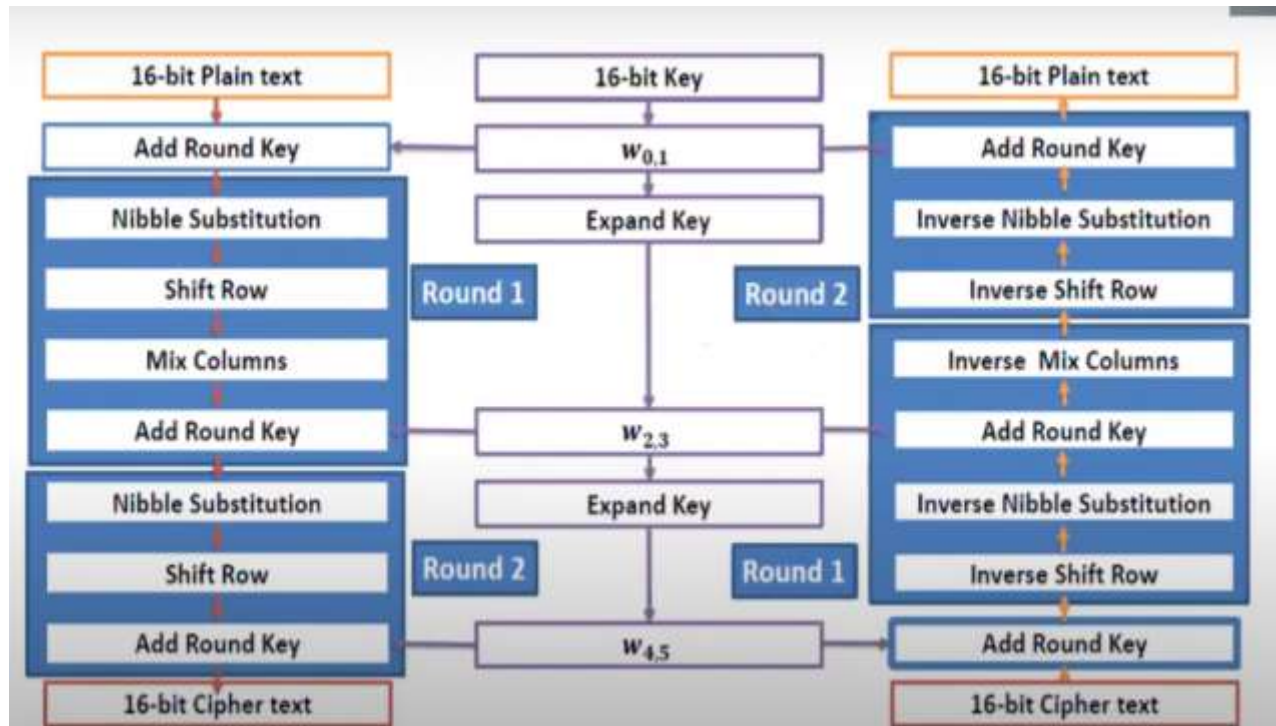 16-bit Plain text
Add Round Key
Nibble Substitution
Shift Row
Mix Columns
Add Round Key
Nibble Substitution
Shift Row
Add Round Key
16-bit Cipher text
Round 1
Round 2
16-bit Key
w0,1
Expand Key
w2,3
Expand Key
w4,5
Round 2
Round 1
16-bit Plain text
Add Round Key
Inverse Nibble Substitution
Inverse Shift Row
Inverse Mix Columns
Add Round Key
Inverse Nibble Substitution
Inverse Shift Row
Add Round Key
16-bit Cipher text